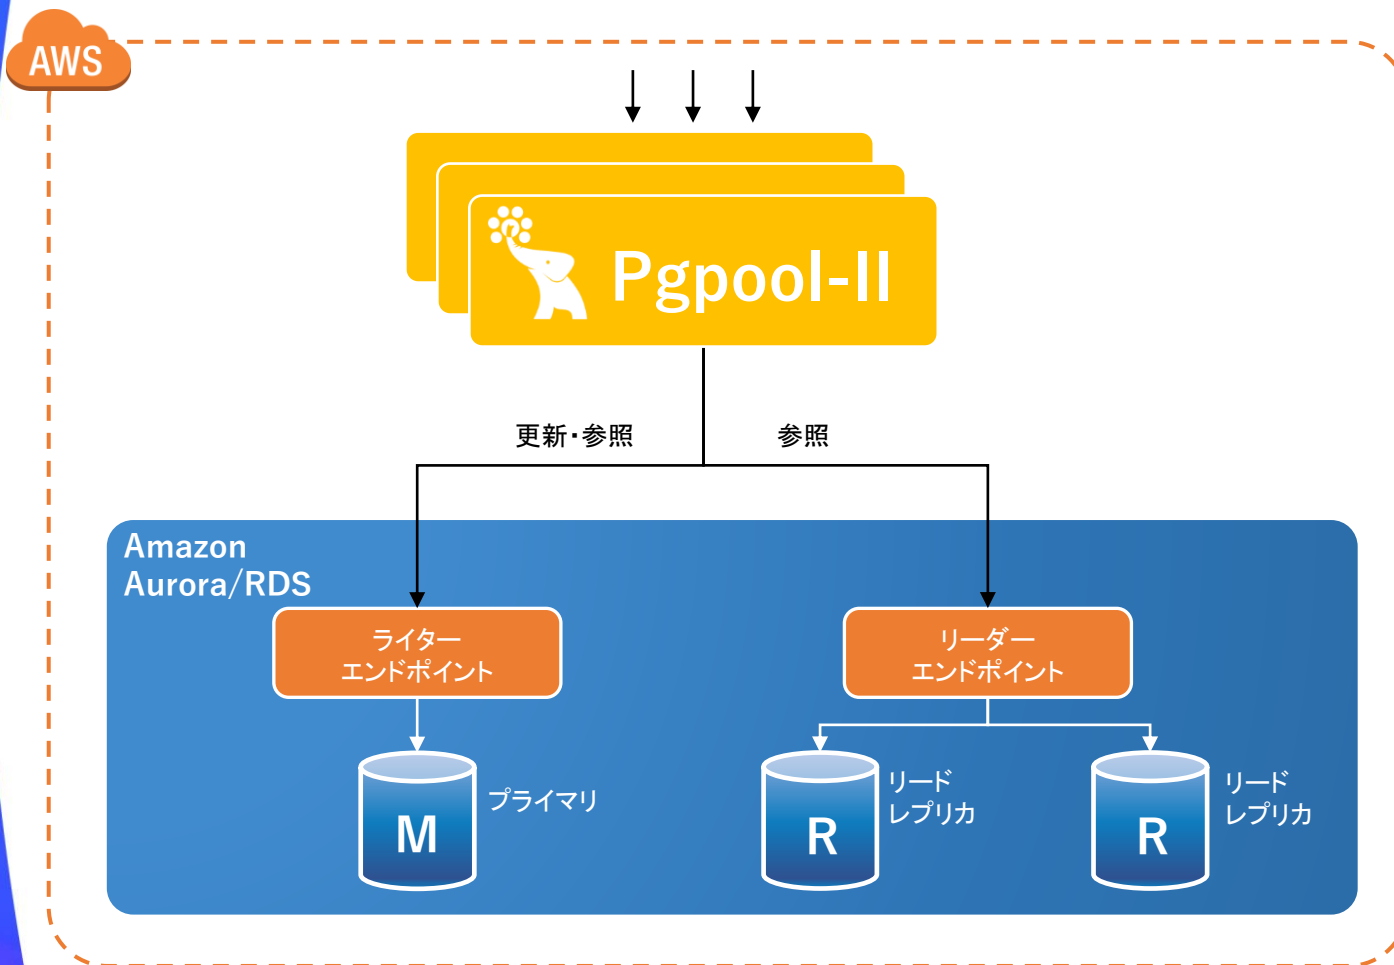 AWS
Pgpool-II
更新・参照
参照
Amazon
Aurora/RDS
ライター
エンドポイント
リーダー
エンドポイント
M
プライマリ
R
リード
レプリカ
R
リード
レプリカ